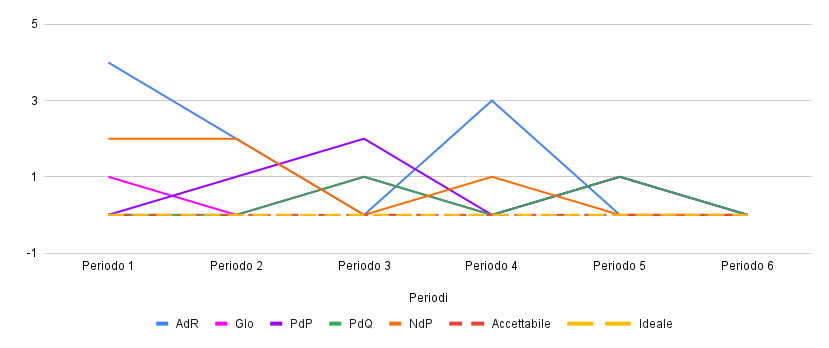 5
3
1
-1
Periodo 1 Periodo 2 Periodo 3 Periodo 4 Periodo 5 Periodo 6
Periodi
AdR Glo PdP PdQ NdP Accettabile Ideale